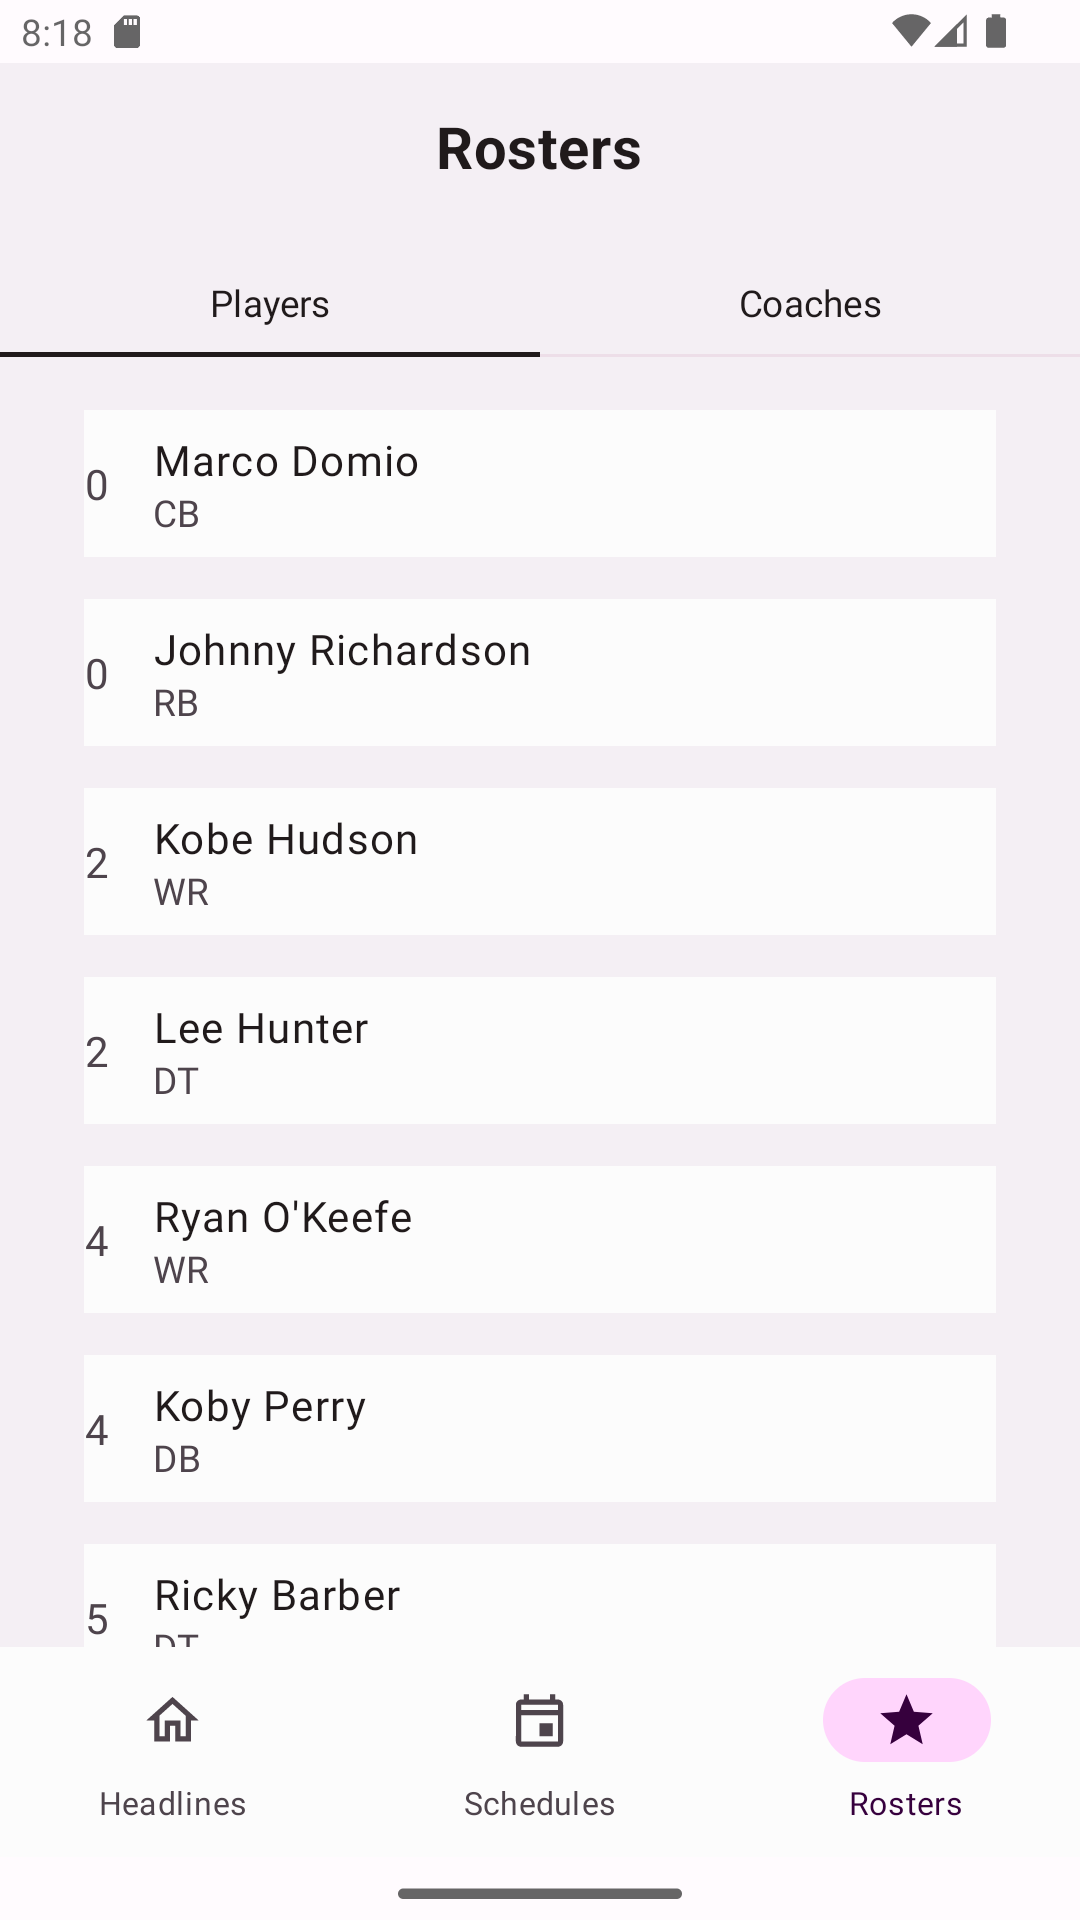 8:18
Rosters
Players
Coaches
0
Marco Domio
CB
0
Johnny Richardson
RB
2
Kobe Hudson
WR
2
Lee Hunter
DT
4
Ryan O'Keefe
WR
4
Koby Perry
DB
5
Ricky Barber
DT
Headlines
Schedules
Rosters